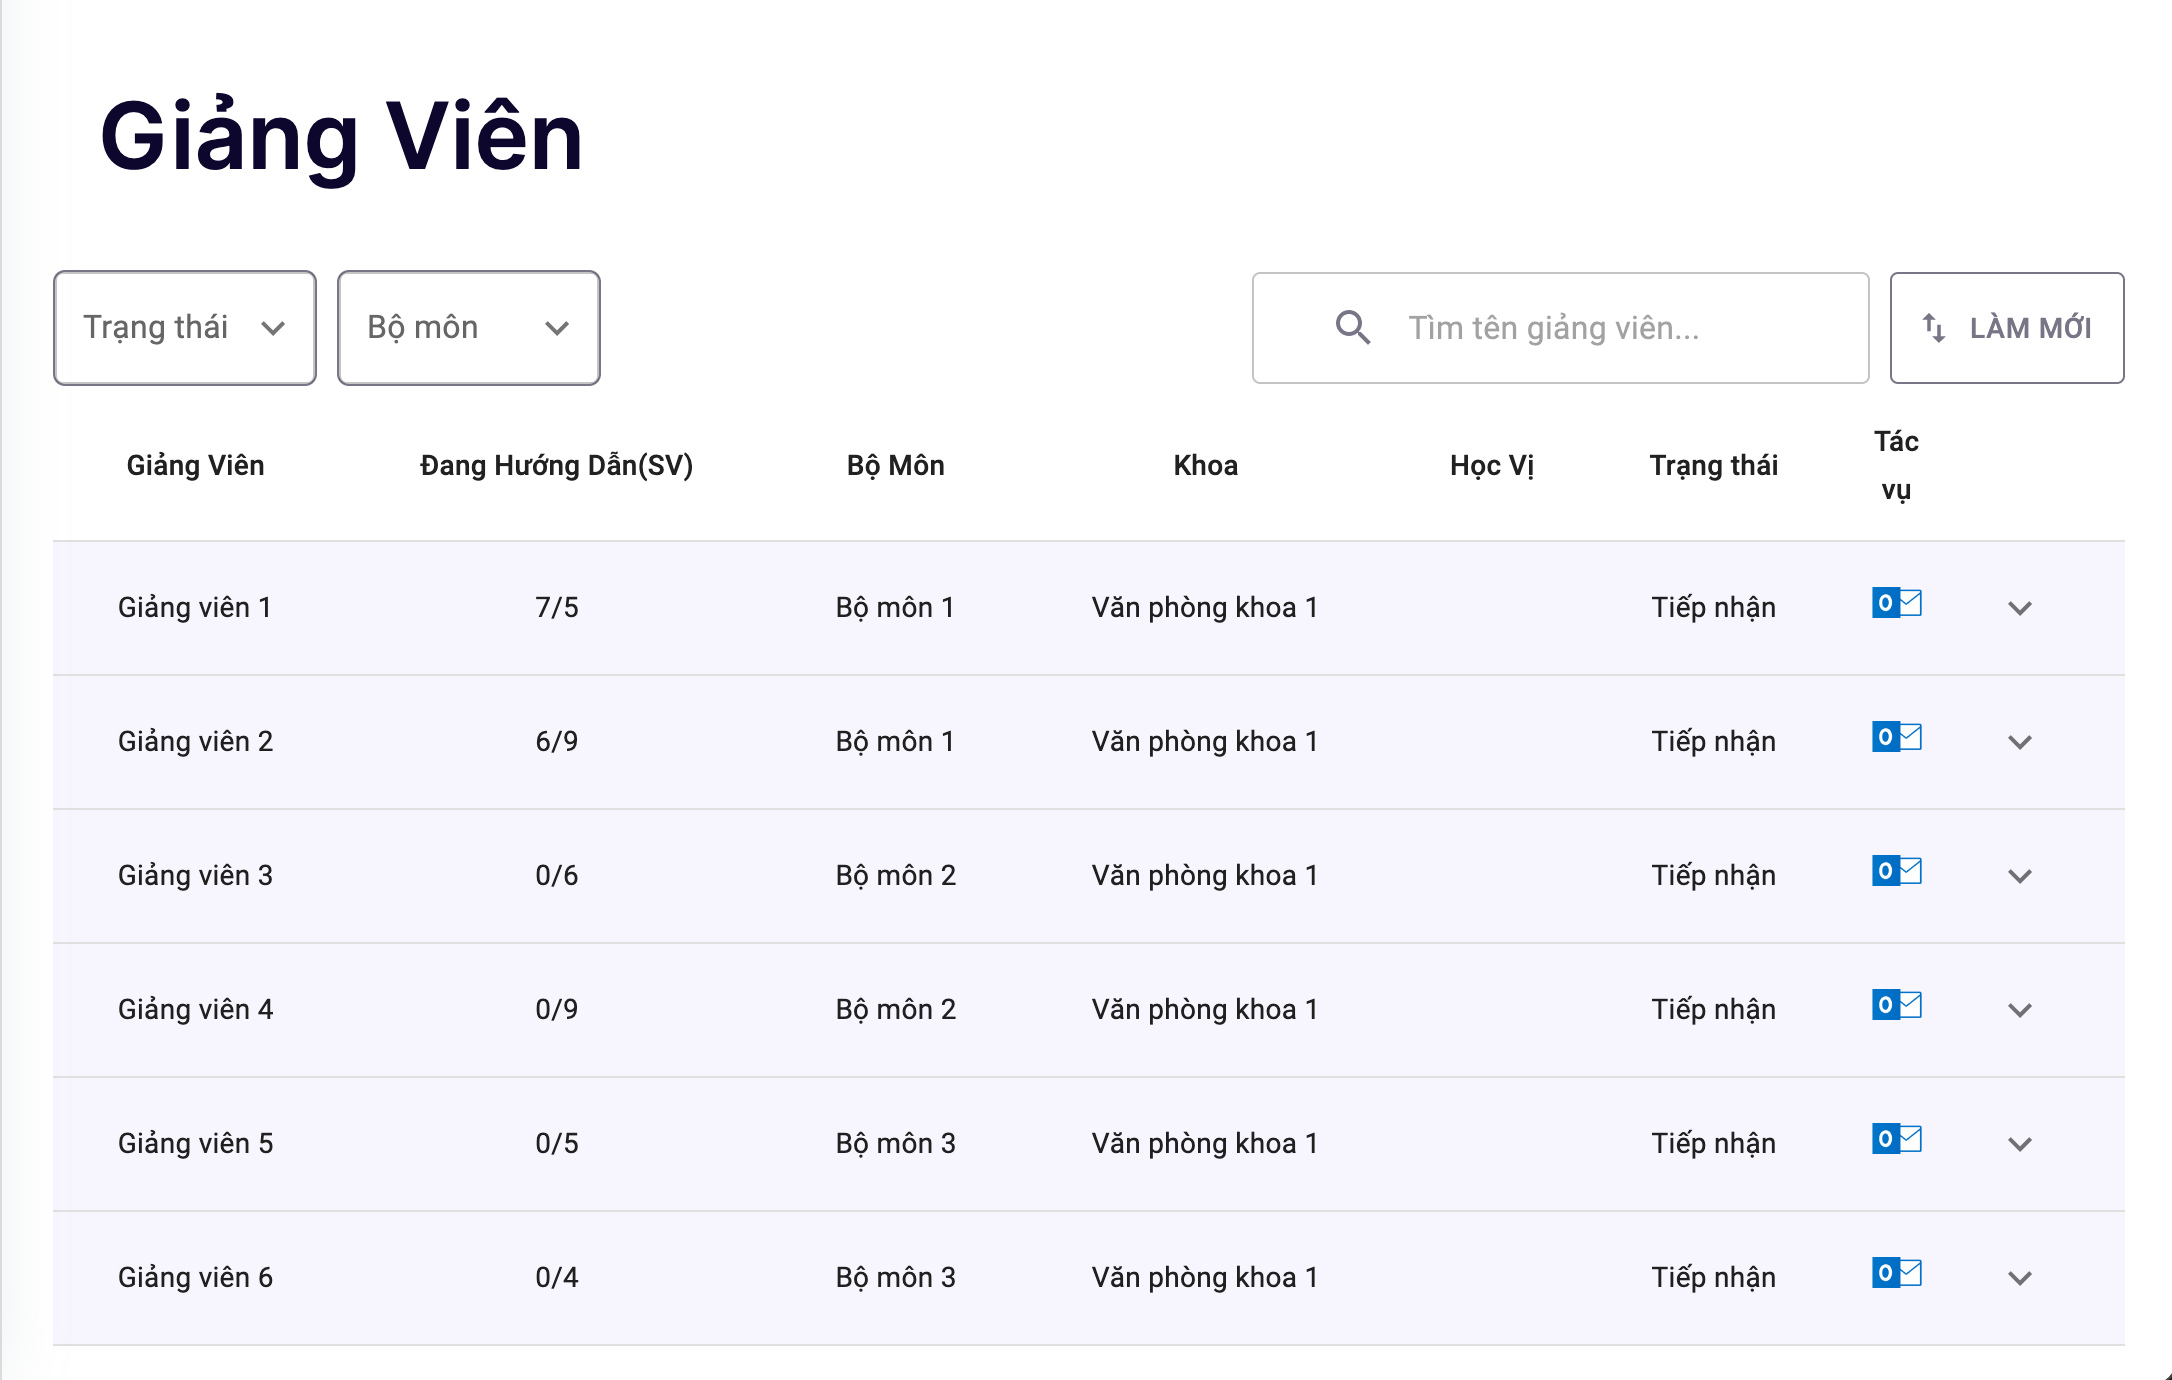 Giảng Viên
Trạng thái Bộ môn Tìm tên giảng viên... LÀM MỚI
Giảng Viên Đang Hướng Dẫn(SV) Bộ Môn Khoa Học Vị Trạng thái Tác vụ
Giảng viên 1 7/5 Bộ môn 1 Văn phòng khoa 1 Tiếp nhận
Giảng viên 2 6/9 Bộ môn 1 Văn phòng khoa 1 Tiếp nhận
Giảng viên 3 0/6 Bộ môn 2 Văn phòng khoa 1 Tiếp nhận
Giảng viên 4 0/9 Bộ môn 2 Văn phòng khoa 1 Tiếp nhận
Giảng viên 5 0/5 Bộ môn 3 Văn phòng khoa 1 Tiếp nhận
Giảng viên 6 0/4 Bộ môn 3 Văn phòng khoa 1 Tiếp nhận